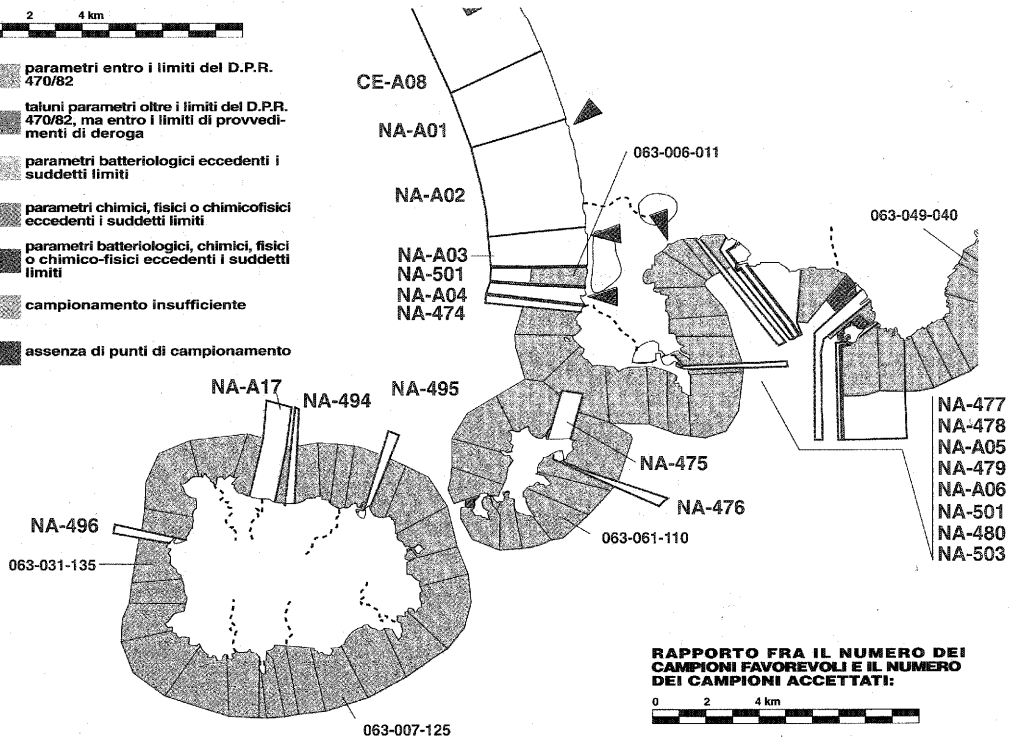 2 4 km
parametri entro i limiti del D.P.R.
470/82
taluni parametri oltre i limiti del D.P.R.
470/82, ma entro i limiti di provvedi-
menti di deroga
parametri batteriologici eccedenti i
suddetti limiti
parametri chimici, fisici o chimicofisici
eccedenti i suddetti limiti
parametri batteriologici, chimici, fisici
o chimico-fisici eccedenti i suddetti
limiti
campionamento insufficiente
assenza di punti di campionamento
CE-A08
NA-A01
063-006-011
NA-A02
063-049-040
NA-A03
NA-501
NA-A04
NA-474
NA-A17
NA-494
NA-495
NA-475
NA-476
NA-477
NA-478
NA-A05
NA-479
NA-A06
NA-501
NA-480
NA-503
NA-496
063-061-110
063-031-135
063-007-125
RAPPORTO FRA IL NUMERO DEI
CAMPIONI FAVOREVOLI E IL NUMERO
DEI CAMPIONI ACCETTATI:
0 2 4 km